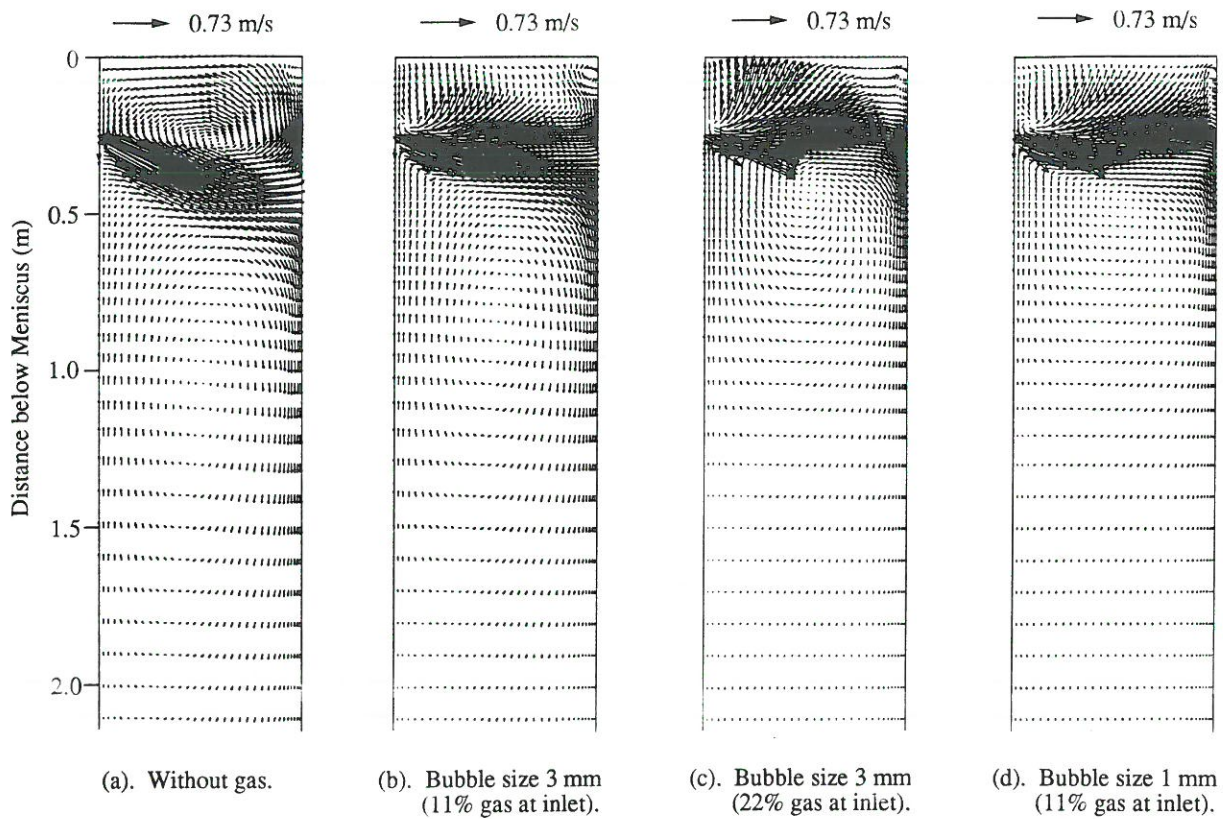 0.73 m/s 0.73 m/s 0.73 m/s 0.73 m/s
0
0.5
1.0
1.5
2.0
Distance below Meniscus (m)
(a). Without gas.
(b). Bubble size 3 mm
(11% gas at inlet).
(c). Bubble size 3 mm
(22% gas at inlet).
(d). Bubble size 1 mm
(11% gas at inlet).